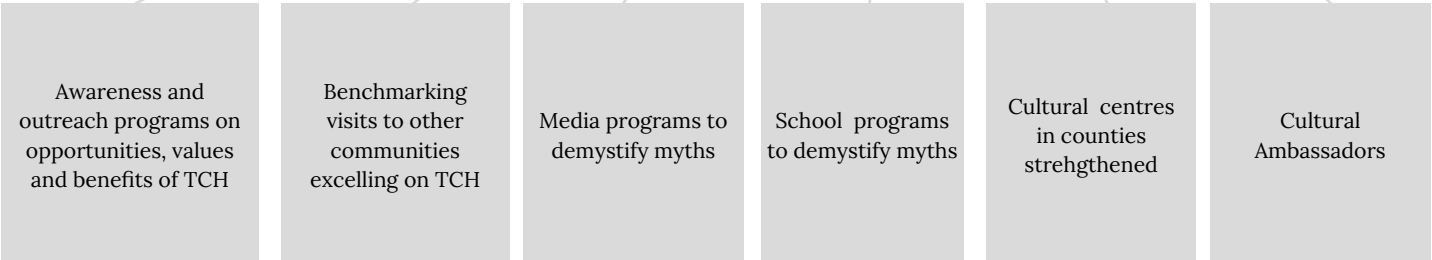 Awareness and
outreach programs on
opportunities, values
and benefits of TCH
Benchmarking
visits to other
communities
excelling on TCH
Media programs to
demystify myths
School programs
to demystify myths
Cultural centres
in counties
strehgthened
Cultural
Ambassadors